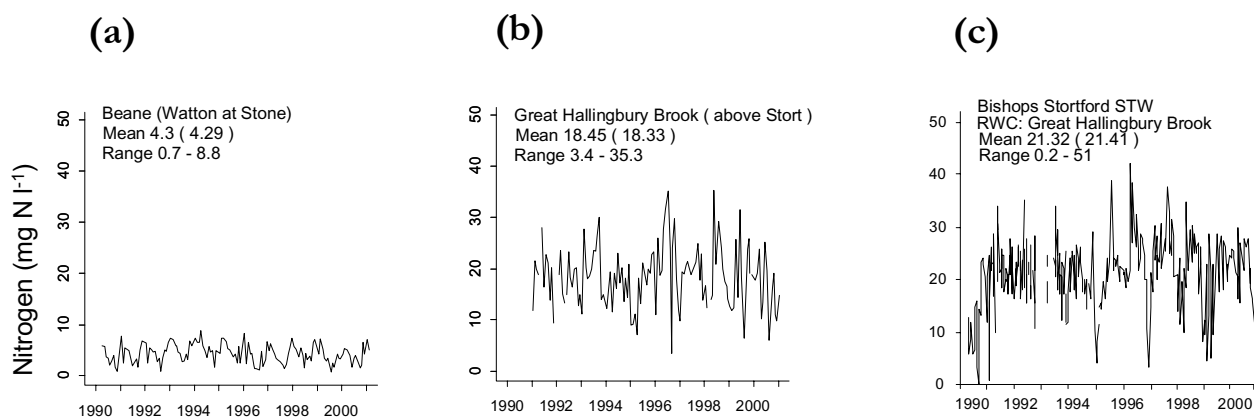 (a)
Beane (Watton at Stone)
Mean 4.3 ( 4.29 )
Range 0.7 - 8.8
Nitrogen (mg N l-1)
50
40
30
20
10
0
1990 1992 1994 1996 1998 2000
(b)
Great Hallingbury Brook ( above Stort )
Mean 18.45 ( 18.33 )
Range 3.4 - 35.3
50
40
30
20
10
0
1990 1992 1994 1996 1998 2000
(c)
Bishops Stortford STW
RWC: Great Hallingbury Brook
Mean 21.32 ( 21.41 )
Range 0.2 - 51
50
40
30
20
10
0
1990 1992 1994 1996 1998 2000